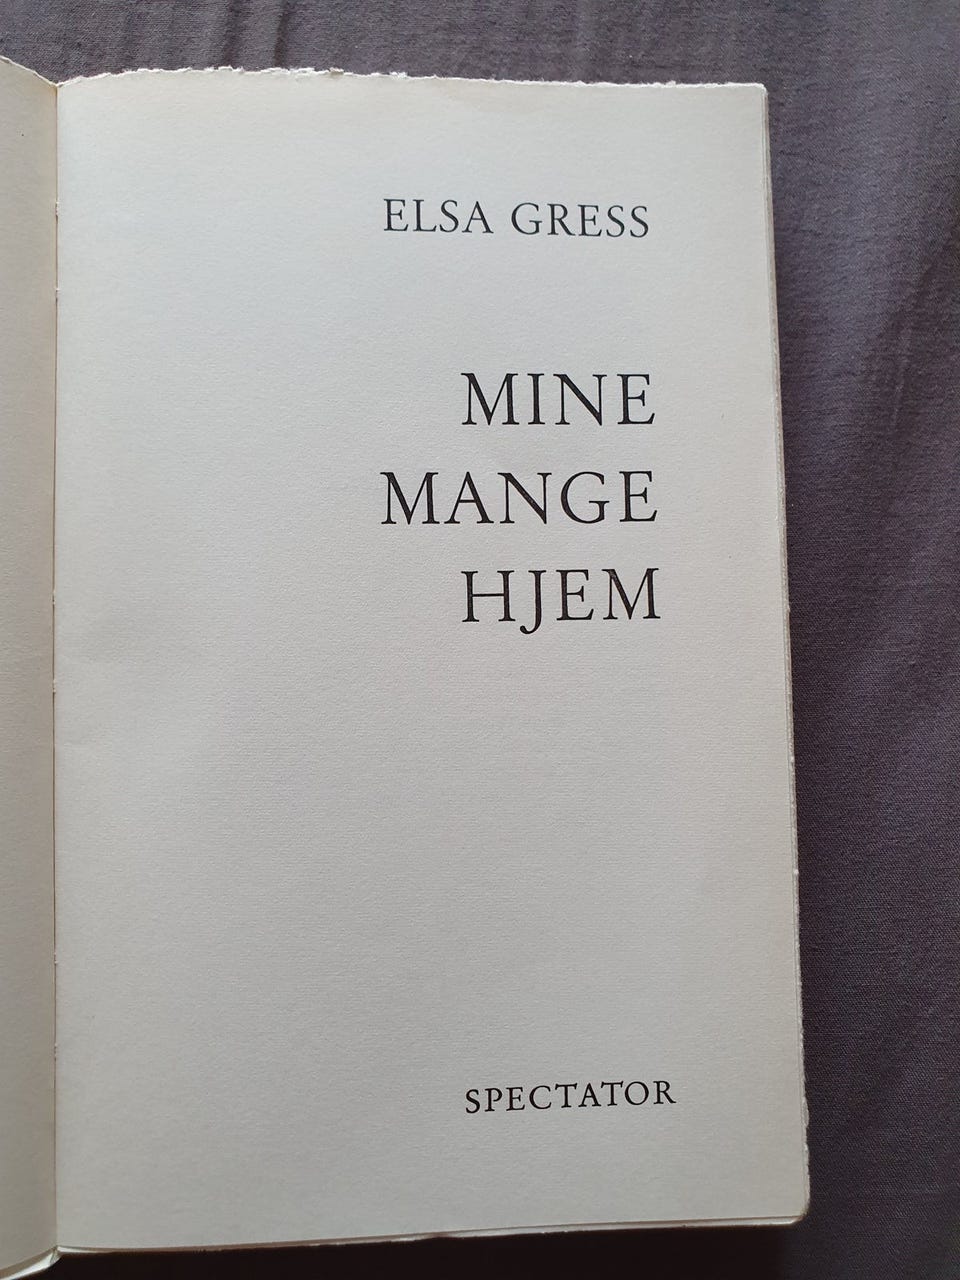 ELSA GRESS
MINE
MANGE
HJEM
SPECTATOR